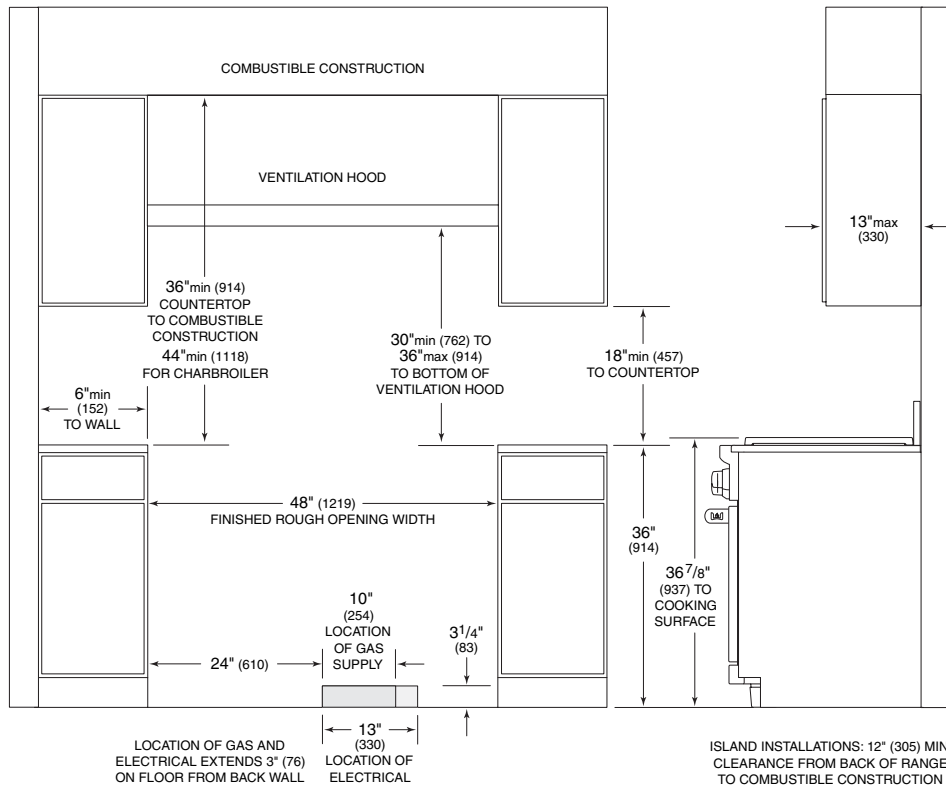 COMBUSTIBLE CONSTRUCTION
VENTILATION HOOD
13"max
(330)
36"min (914)
COUNTERTOP
TO COMBUSTIBLE
CONSTRUCTION
44"min (1118)
FOR CHARBROILER
30"min (762) TO
36"max (914)
TO BOTTOM OF
VENTILATION HOOD
18"min (457)
TO COUNTERTOP
6"min
(152)
TO WALL
48" (1219)
FINISHED ROUGH OPENING WIDTH
36"
(914)
36 7/8"
(937) TO
COOKING
SURFACE
10"
(254)
LOCATION
OF GAS
SUPPLY
3 1/4"
(83)
24" (610)
13"
(330)
LOCATION OF
ELECTRICAL
LOCATION OF GAS AND
ELECTRICAL EXTENDS 3" (76)
ON FLOOR FROM BACK WALL
ISLAND INSTALLATIONS: 12" (305) MIN
CLEARANCE FROM BACK OF RANGE
TO COMBUSTIBLE CONSTRUCTION